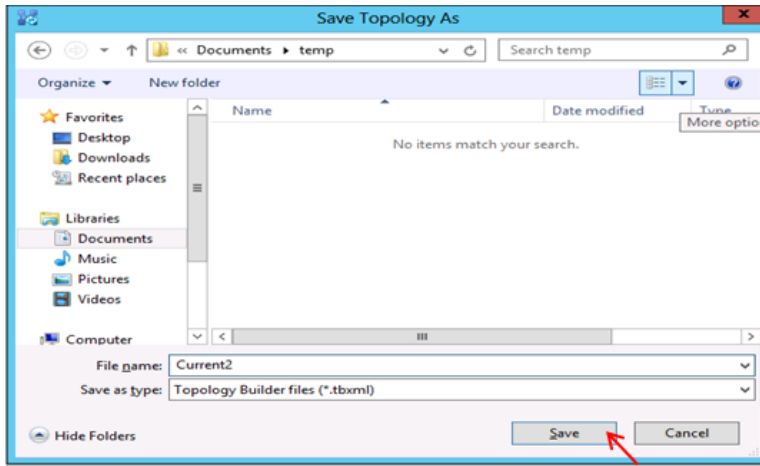 Save Topology As
x
« Documents ▸ temp
Search temp
Organize
New folder
Favorites
Desktop
Downloads
Recent places
Libraries
Documents
Music
Pictures
Videos
Computer
Name
Date modified
Type
More optio
No items match your search.
File name: Current2
Save as type: Topology Builder files (*.tbxml)
Hide Folders
Save
Cancel